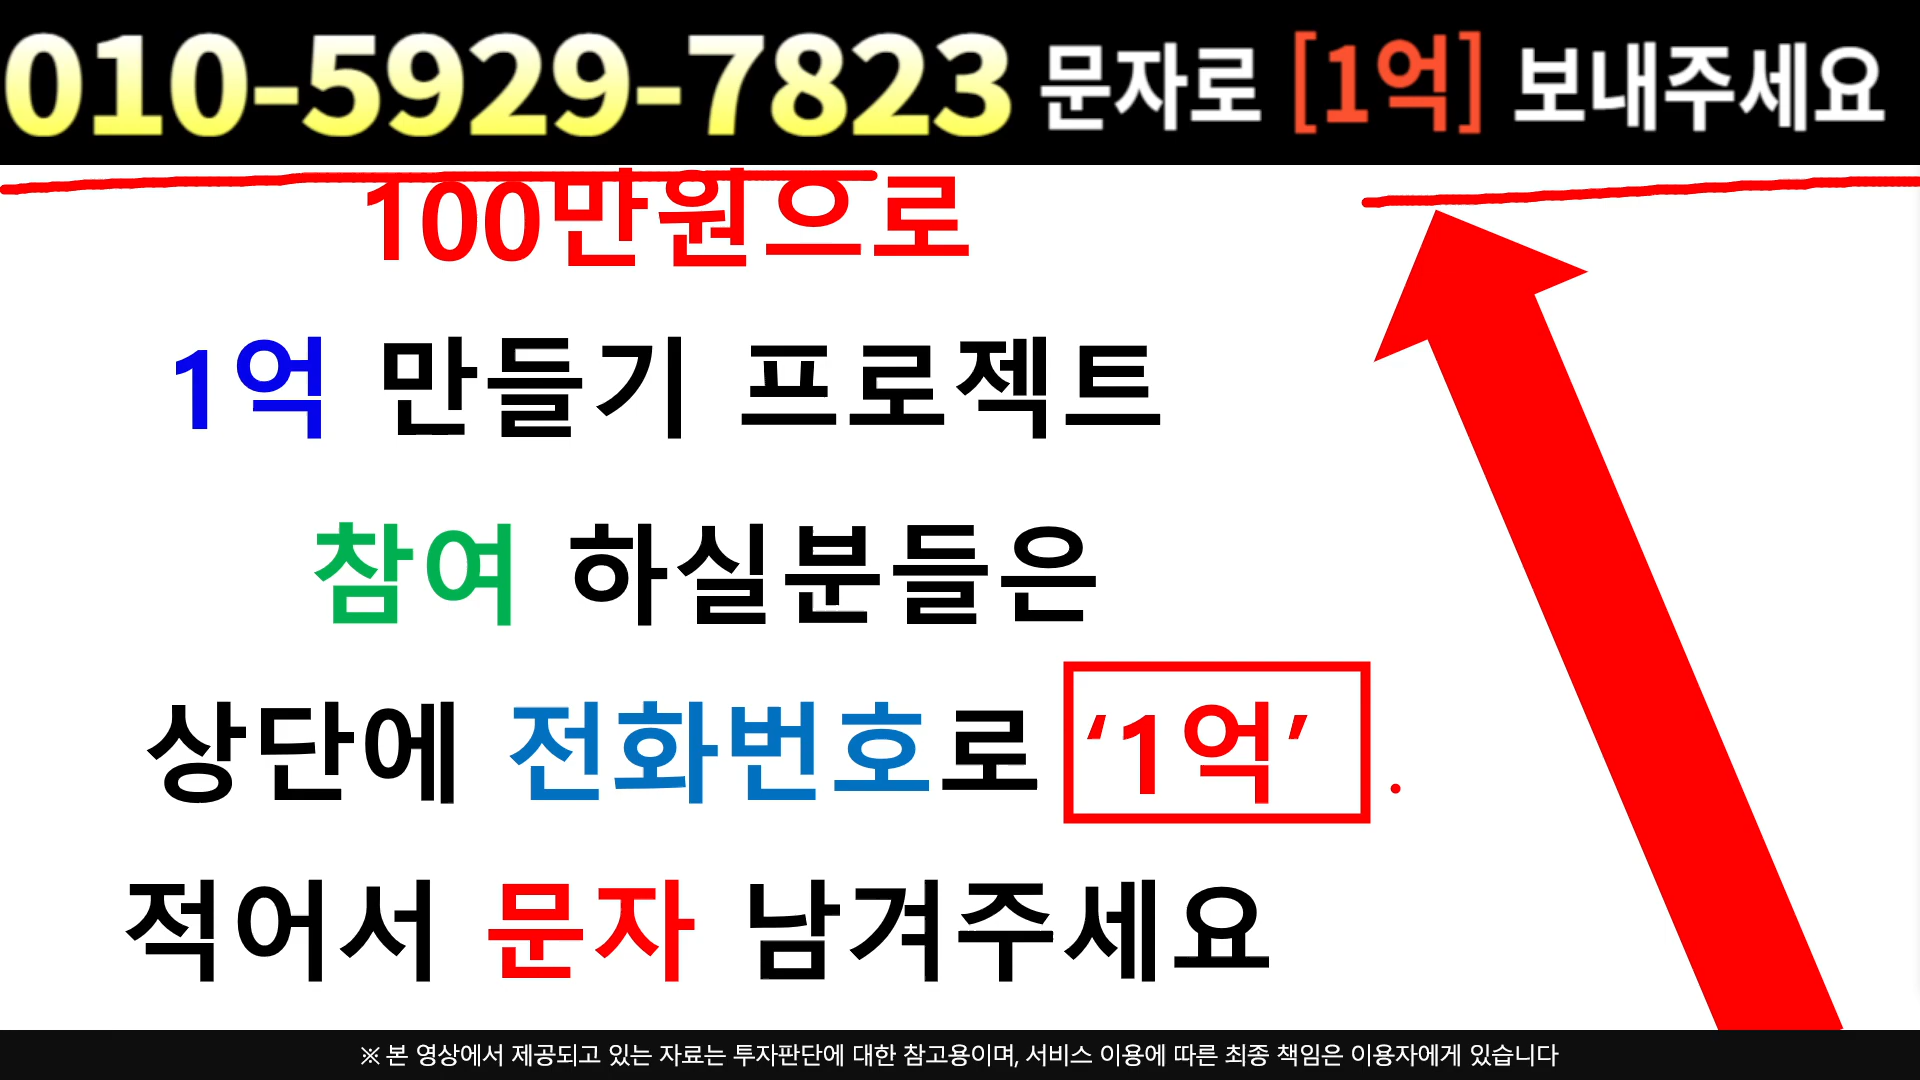 010-5929-7823 문자로 [1억] 보내주세요
100만원으로
1억 만들기 프로젝트
참여 하실분들은
상단에 전화번호로 ‘1억’ .
적어서 문자 남겨주세요
※ 본 영상에서 제공되고 있는 자료는 투자판단에 대한 참고용이며, 서비스 이용에 따른 최종 책임은 이용자에게 있습니다